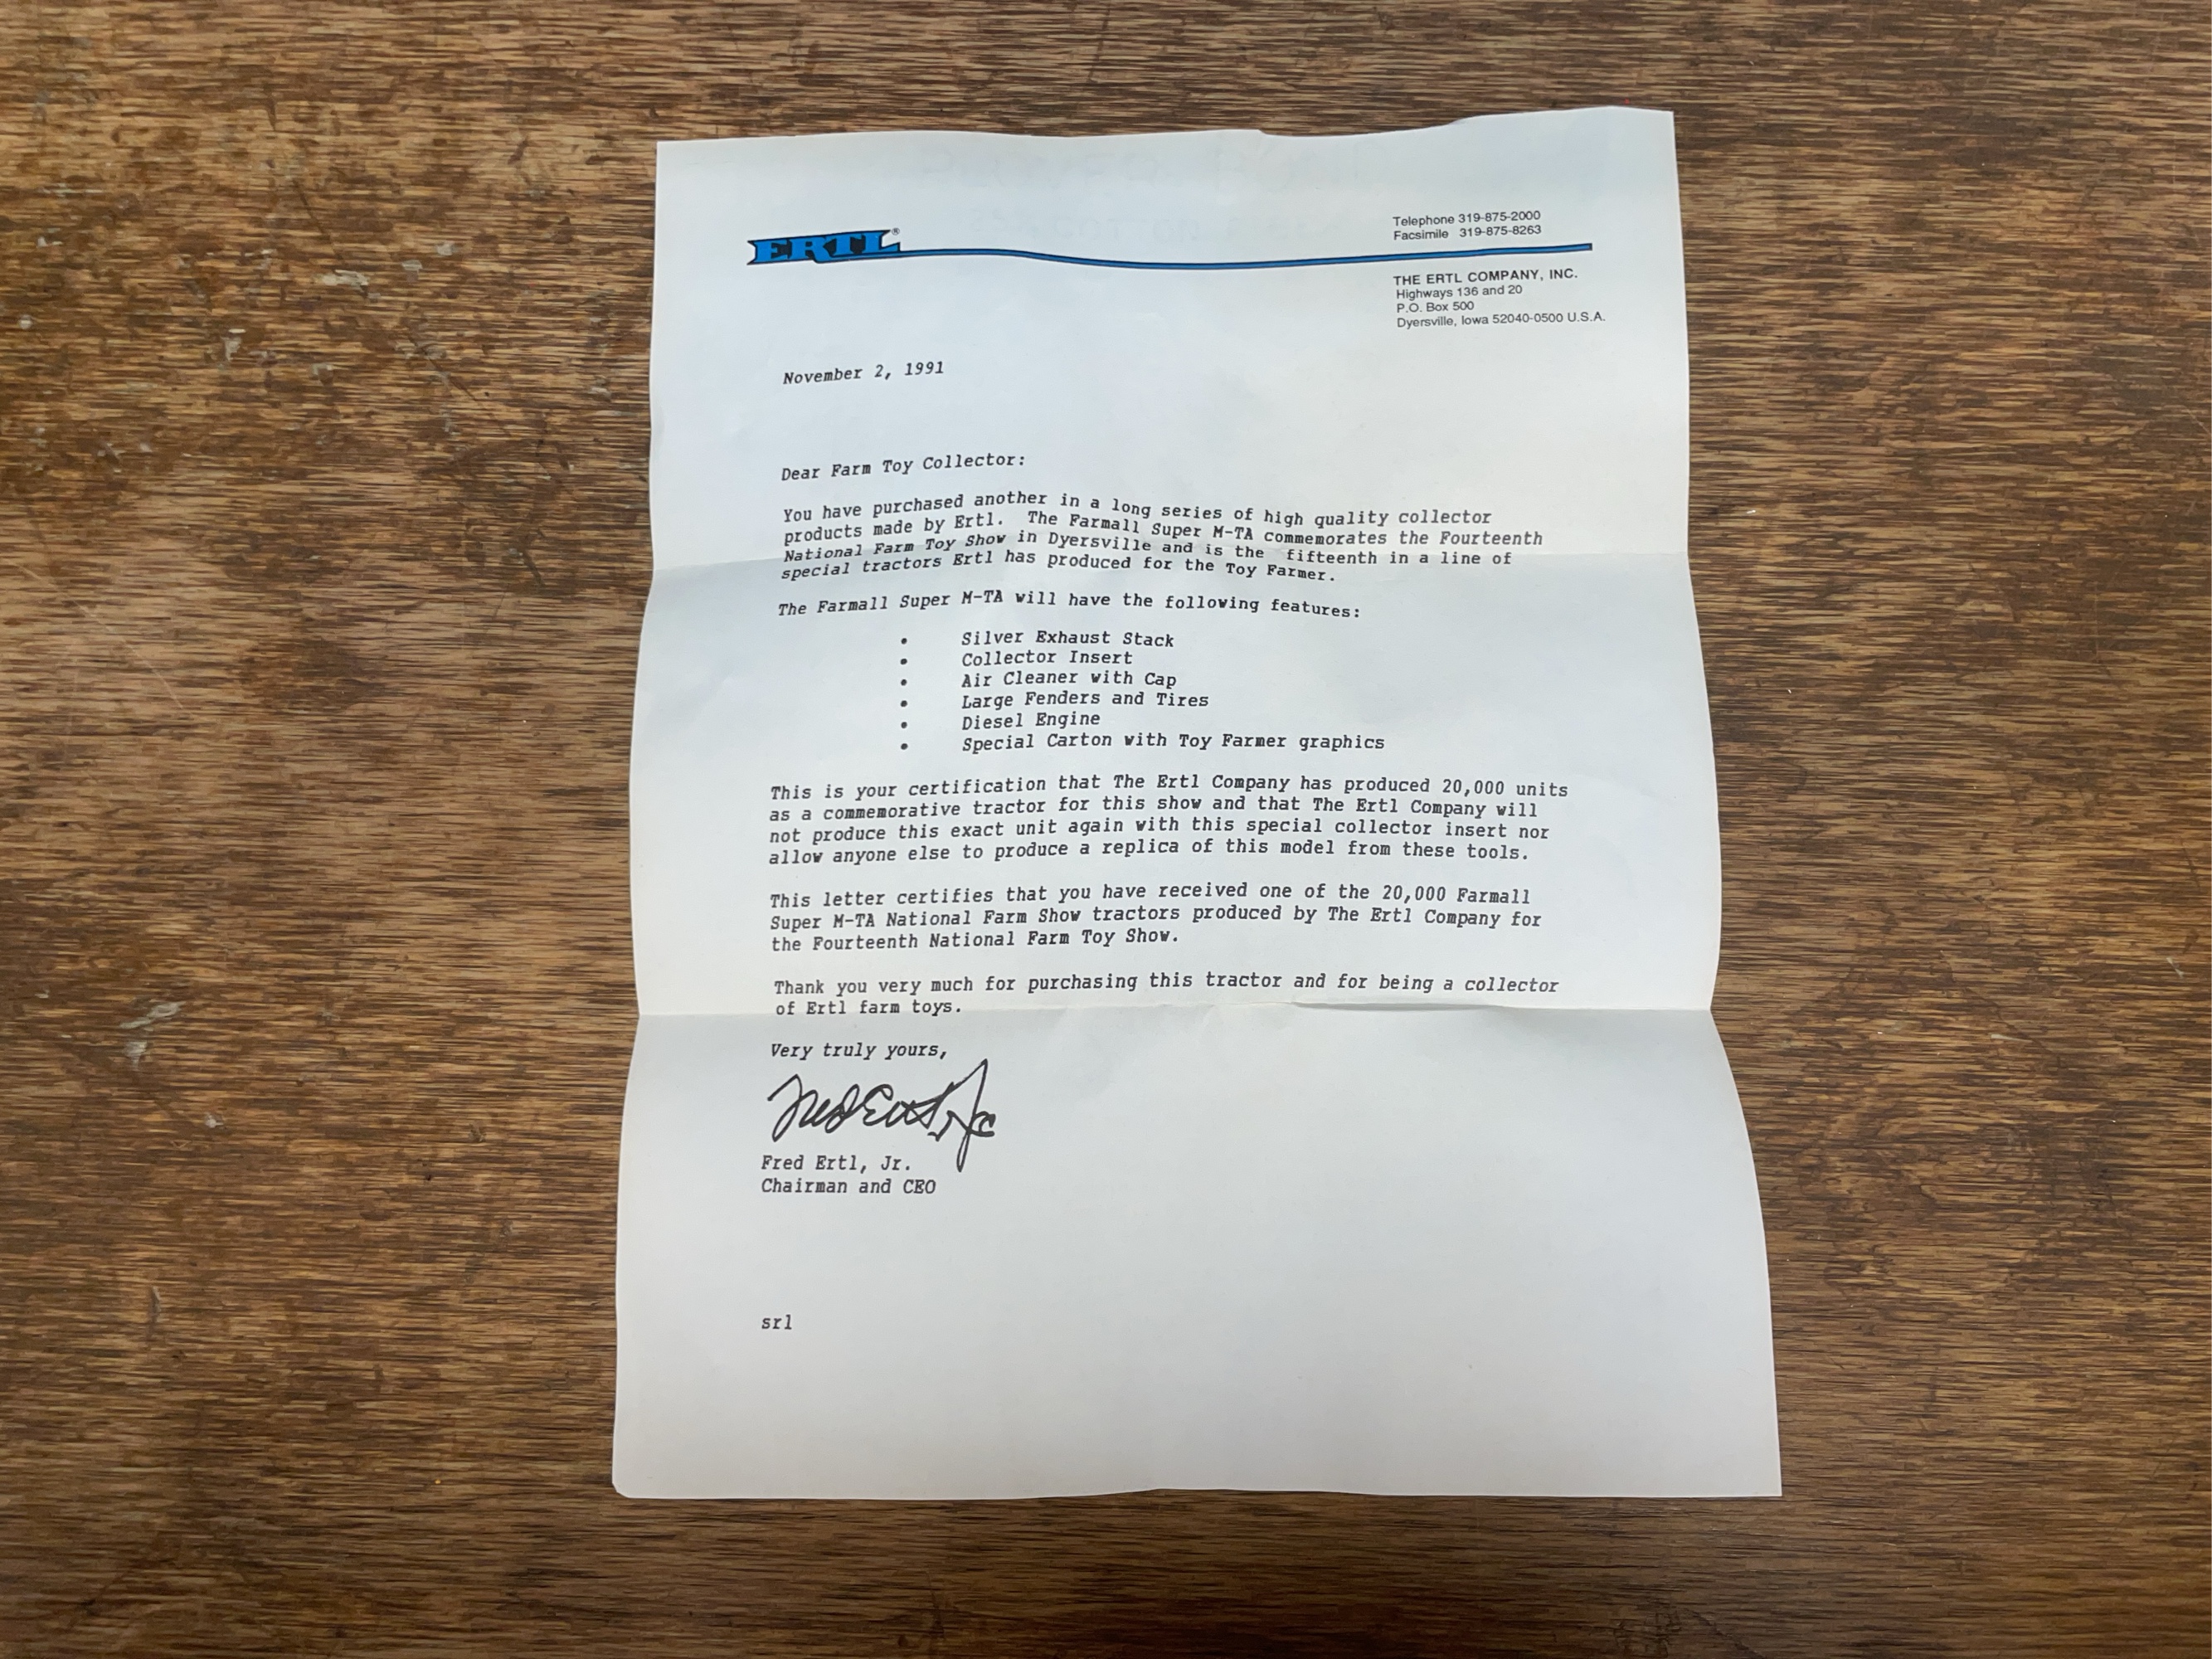 ERTL®
Telephone 319-875-2000
Facsimile 319-875-8263
THE ERTL COMPANY, INC.
Highways 136 and 20
P.O. Box 500
Dyersville, Iowa 52040-0500 U.S.A.
November 2, 1991
Dear Farm Toy Collector:
You have purchased another in a long series of high quality collector
products made by Ertl. The Farmall Super M-TA commemorates the Fourteenth
National Farm Toy Show in Dyersville and is the fifteenth in a line of
special tractors Ertl has produced for the Toy Farmer.
The Farmall Super M-TA will have the following features:
• Silver Exhaust Stack
• Collector Insert
• Air Cleaner with Cap
• Large Fenders and Tires
• Diesel Engine
• Special Carton with Toy Farmer graphics
This is your certification that The Ertl Company has produced 20,000 units
as a commemorative tractor for this show and that The Ertl Company will
not produce this exact unit again with this special collector insert nor
allow anyone else to produce a replica of this model from these tools.
This letter certifies that you have received one of the 20,000 Farmall
Super M-TA National Farm Show tractors produced by The Ertl Company for
the Fourteenth National Farm Toy Show.
Thank you very much for purchasing this tractor and for being a collector
of Ertl farm toys.
Very truly yours,
Fred Ertl, Jr.
Fred Ertl, Jr.
Chairman and CEO
srl